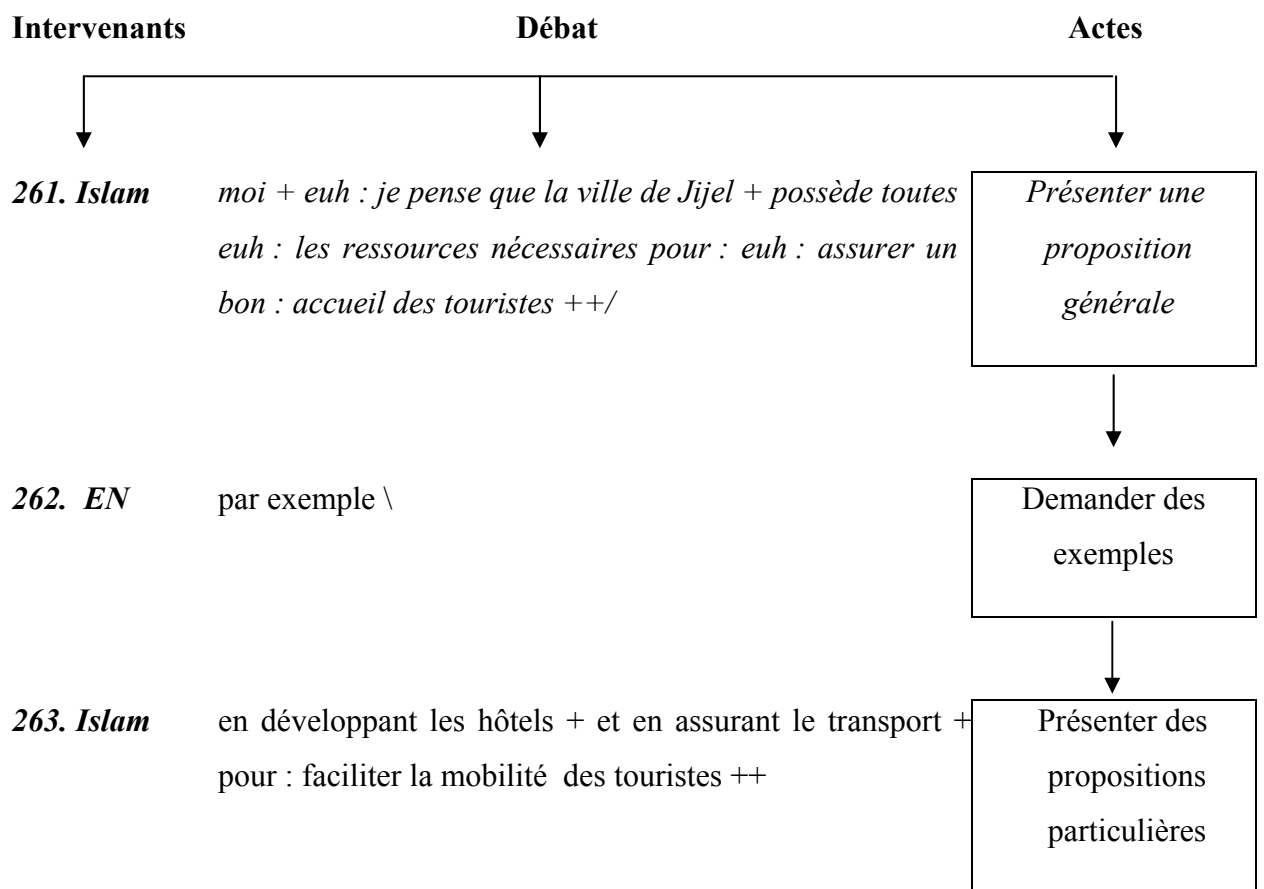 Intervenants Débat Actes
261. Islam moi + euh : je pense que la ville de Jijel + possède toutes Présenter une
euh : les ressources nécessaires pour : euh : assurer un proposition
bon : accueil des touristes ++/ générale
262. EN par exemple \ Demander des
exemples
263. Islam en développant les hôtels + et en assurant le transport + Présenter des
pour : faciliter la mobilité des touristes ++ propositions
particulières